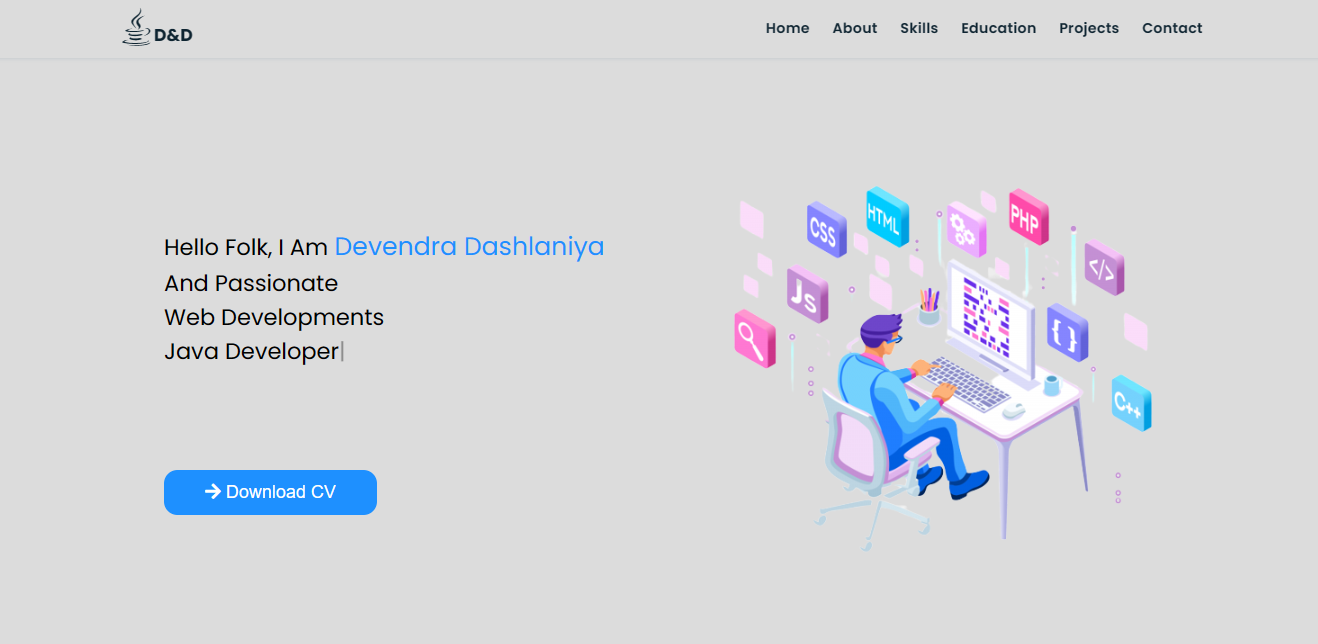 D&D
Home About Skills Education Projects Contact
Hello Folk, I Am Devendra Dashlaniya
And Passionate
Web Developments
Java Developer
Download CV
CSS
HTML
PHP
</>
Js
{ }
C++